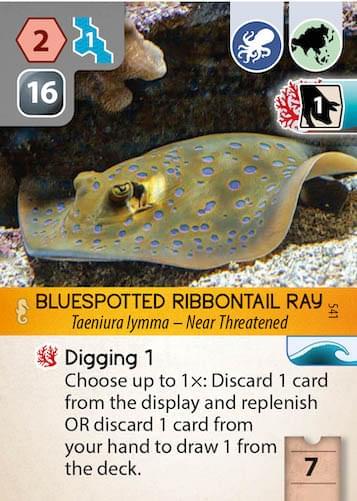 2
1
16
1
BLUESPOTTED RIBBONTAIL RAY
541
Taeniura lymma – Near Threatened
Digging 1
Choose up to 1×: Discard 1 card
from the display and replenish
OR discard 1 card from
your hand to draw 1 from
the deck.
7